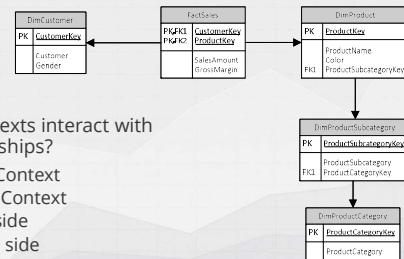 DimCustomer
PK CustomerKey
Customer
Gender
FactSales
PK,FK1 CustomerKey
PK,FK2 ProductKey
SalesAmount
GrossMargin
DimProduct
PK ProductKey
ProductName
Color
FK1 ProductSubcategoryKey
exts interact with
ships?
Context
Context
side
side
DimProductSubcategory
PK ProductSubcategoryKey
ProductSubcategory
FK1 ProductCategoryKey
DimProductCategory
PK ProductCategoryKey
ProductCategory